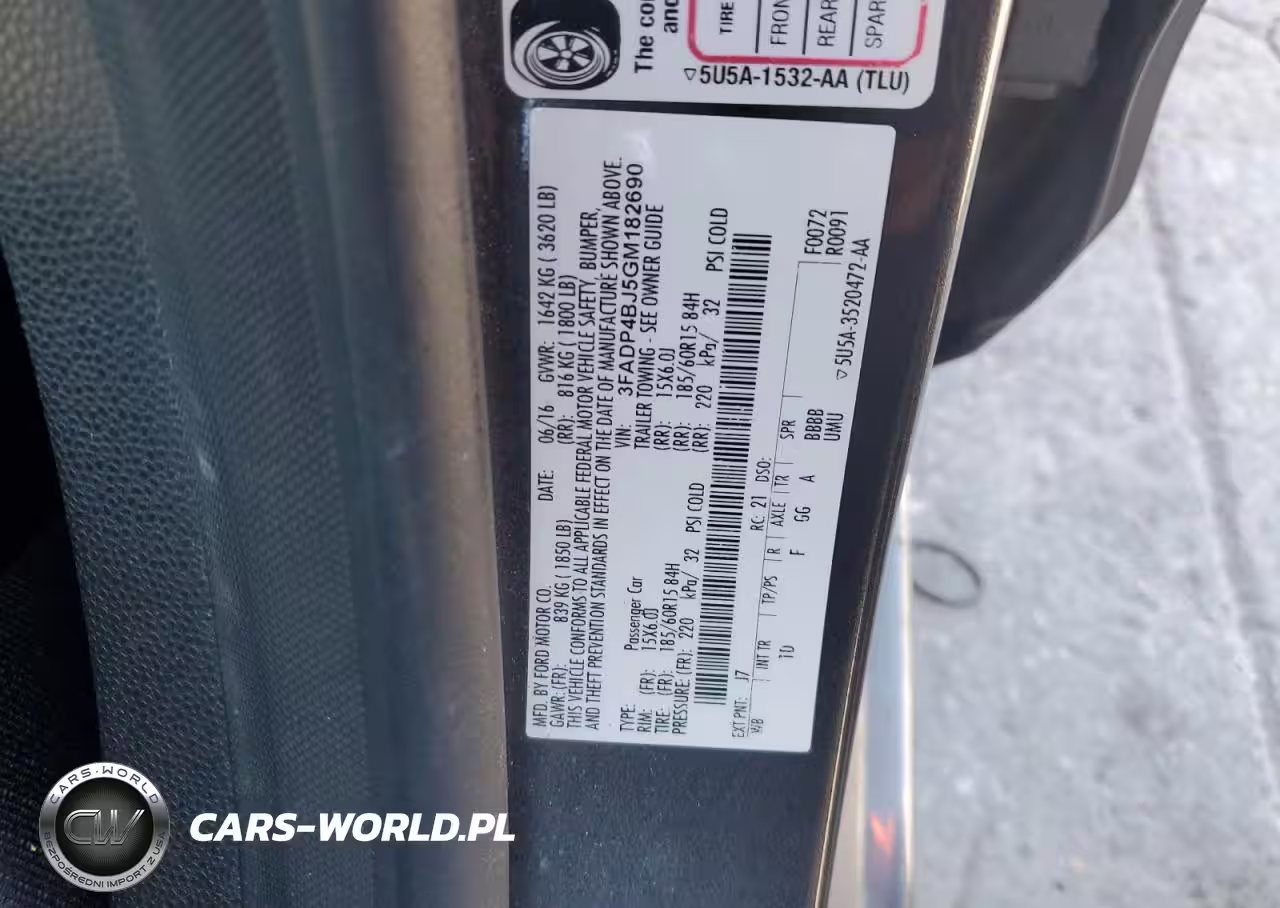 The co
and
TIRE
FRON
REAR
SPAR
5U5A-1532-AA (TLU)
MFD. BY FORD MOTOR CO. DATE: 06/16 GVWR: 1642 KG ( 3620 LB)
GAWR: (FR): 839 KG ( 1850 LB) (RR): 816 KG ( 1800 LB)
THIS VEHICLE CONFORMS TO ALL APPLICABLE FEDERAL MOTOR VEHICLE SAFETY, BUMPER,
AND THEFT PREVENTION STANDARDS IN EFFECT ON THE DATE OF MANUFACTURE SHOWN ABOVE.
VIN: 3FADP4BJ5GM182690
TYPE: Passenger Car TRAILER TOWING - SEE OWNER GUIDE
RIM: (FR): 15X6.0J (RR): 15X6.0J
TIRE: (FR): 185/60R15 84H (RR): 185/60R15 84H
PRESSURE: (FR): 220 kPa/ 32 PSI COLD (RR): 220 kPa/ 32 PSI COLD
EXT PNT: J7 RC: 21 DSO:
WB INT TR TP/PS R AXLE TR SPR F0072
TU F GG A BBBB R0091
UMU
5U5A-3520472-AA
CARS-WORLD
CW
BEZPOŚREDNI IMPORT Z USA
CARS-WORLD.PL